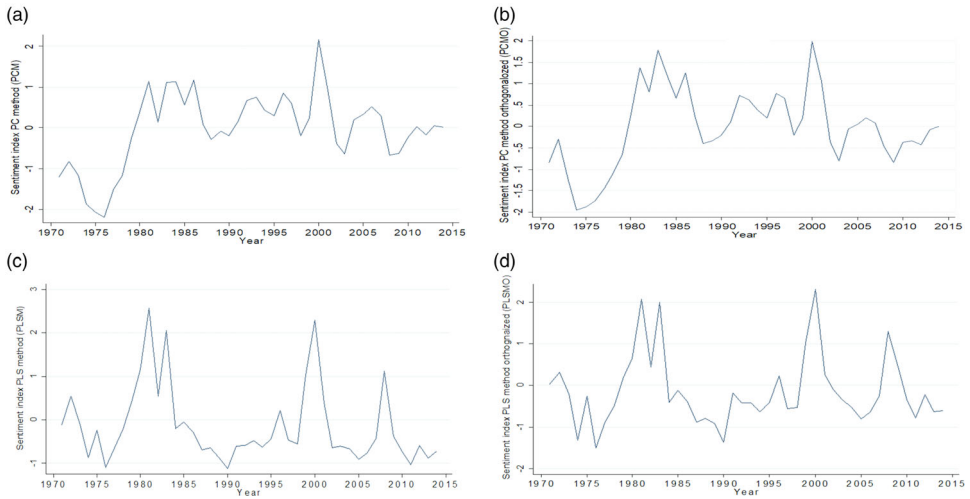 (a)
Sentiment index PC method (PCM)
2
1
0
-1
-2
1970 1975 1980 1985 1990 1995 2000 2005 2010 2015
Year
(b)
Sentiment index PC method orthogonalozed (PCMO)
2
1.5
1
.5
0
-.5
-1
-1.5
-2
1970 1975 1980 1985 1990 1995 2000 2005 2010 2015
Year
(c)
Sentiment index PLS method (PLSM)
3
2
1
0
-1
1970 1975 1980 1985 1990 1995 2000 2005 2010 2015
Year
(d)
Sentiment index PLS method orthognaized (PLSMO)
2
1
0
-1
-2
1970 1975 1980 1985 1990 1995 2000 2005 2010 2015
Year